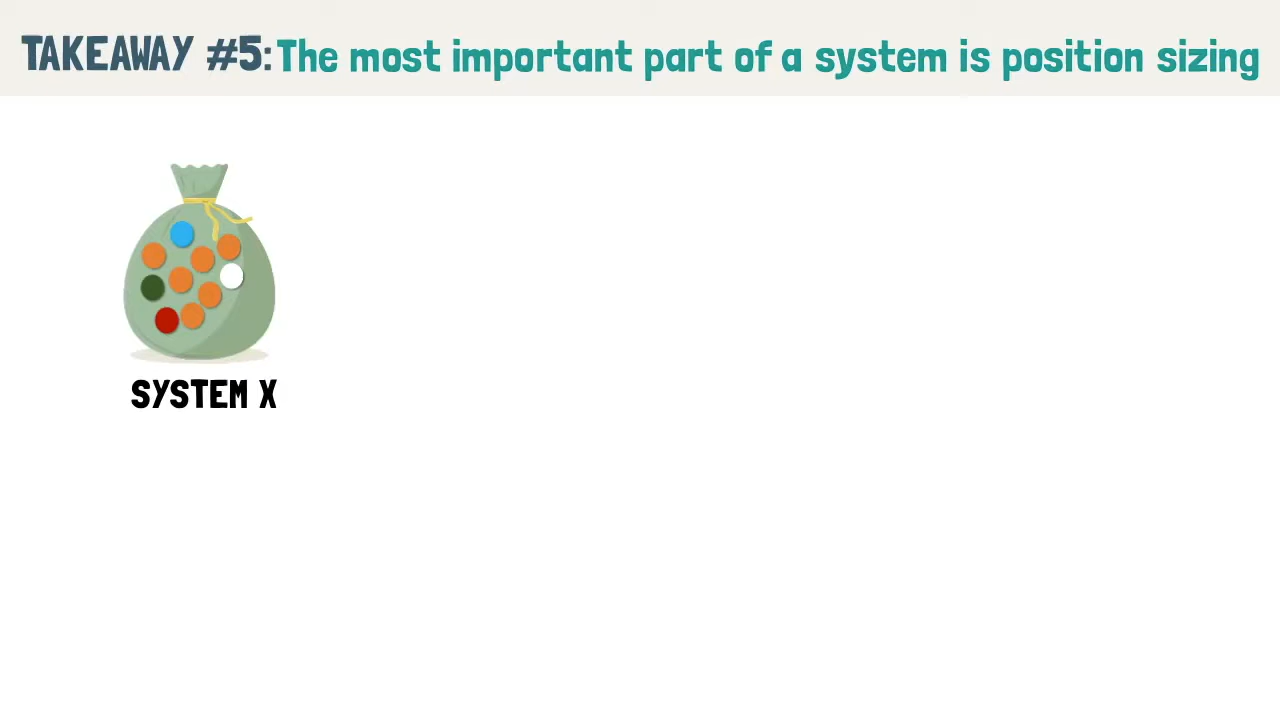 TAKEAWAY #5: The most important part of a system is position sizing
SYSTEM X